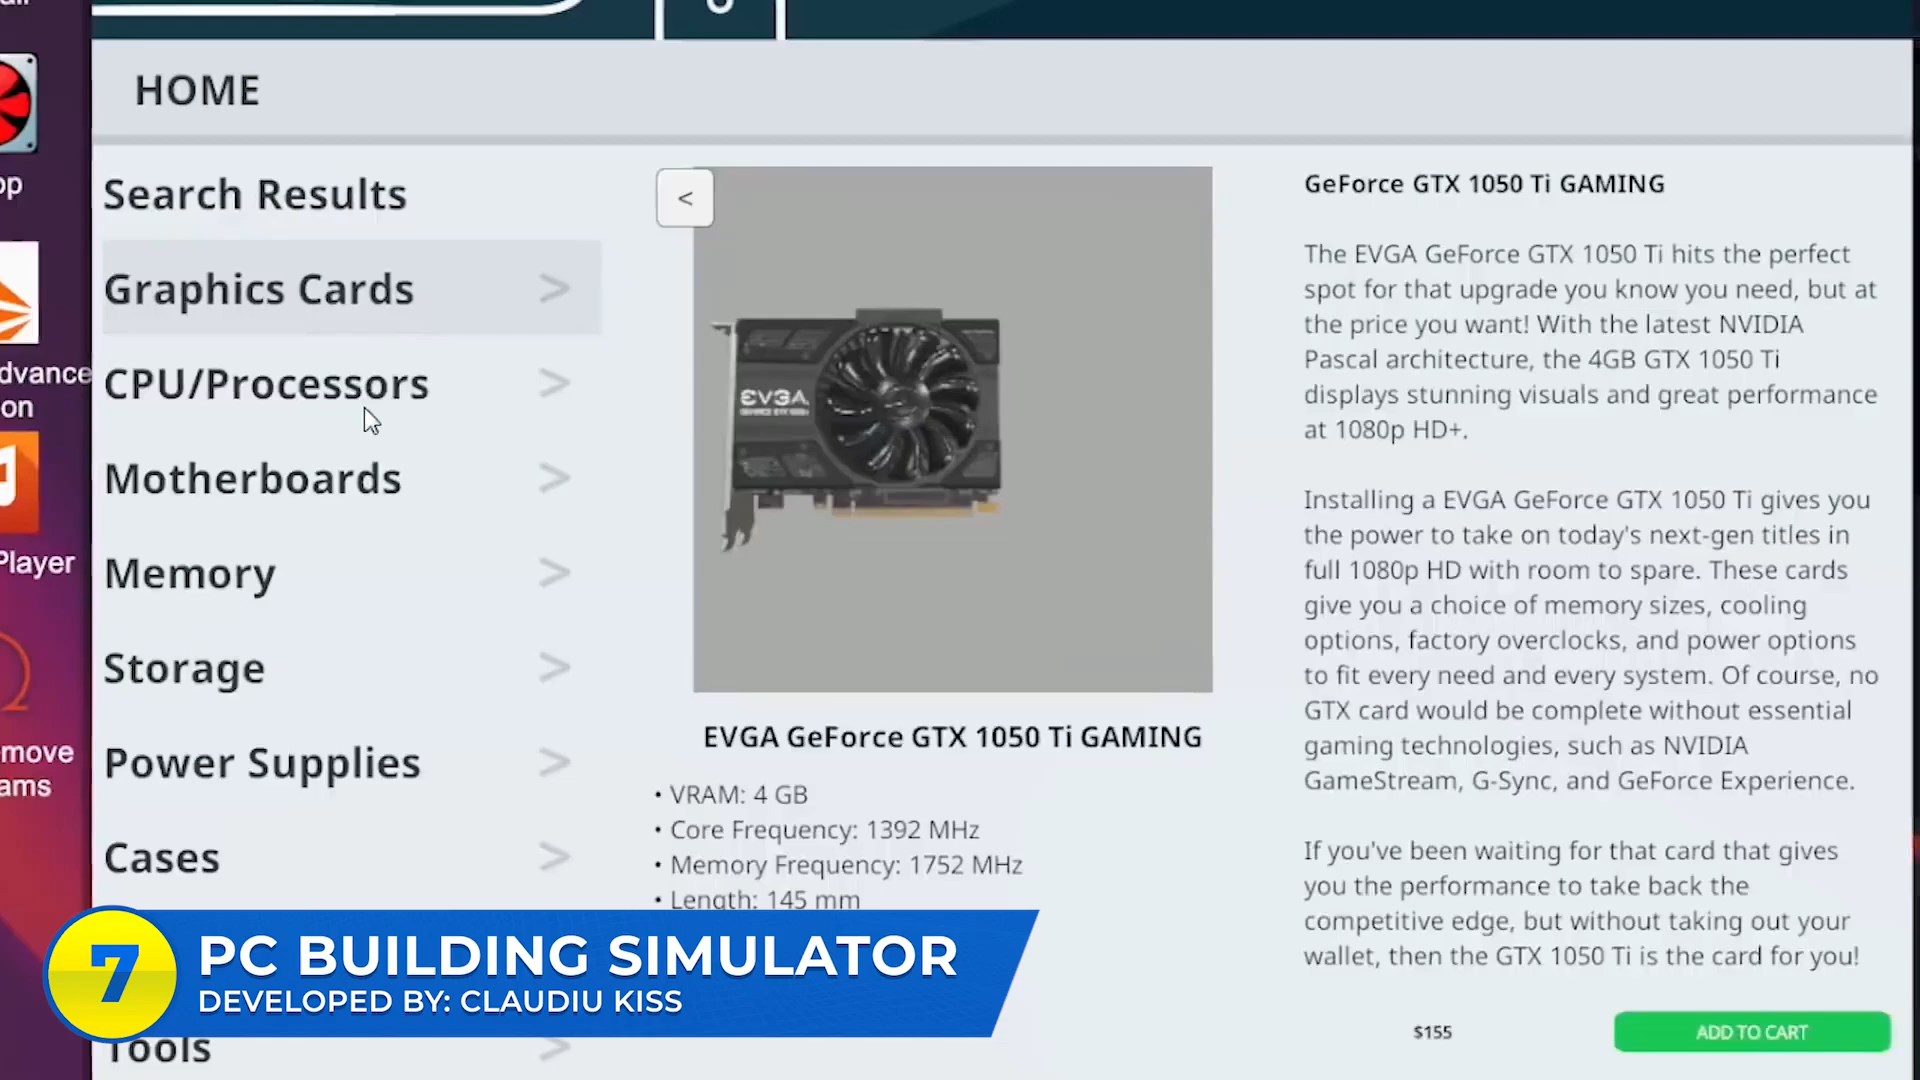 HOME
op
dvance
on
Player
move
ams
Search Results
Graphics Cards >
CPU/Processors >
Motherboards >
Memory >
Storage >
Power Supplies >
Cases >
Tools >
<
EVGA
EVGA GeForce GTX 1050 Ti GAMING
• VRAM: 4 GB
• Core Frequency: 1392 MHz
• Memory Frequency: 1752 MHz
• Length: 145 mm
GeForce GTX 1050 Ti GAMING
The EVGA GeForce GTX 1050 Ti hits the perfect
spot for that upgrade you know you need, but at
the price you want! With the latest NVIDIA
Pascal architecture, the 4GB GTX 1050 Ti
displays stunning visuals and great performance
at 1080p HD+.
Installing a EVGA GeForce GTX 1050 Ti gives you
the power to take on today's next-gen titles in
full 1080p HD with room to spare. These cards
give you a choice of memory sizes, cooling
options, factory overclocks, and power options
to fit every need and every system. Of course, no
GTX card would be complete without essential
gaming technologies, such as NVIDIA
GameStream, G-Sync, and GeForce Experience.
If you've been waiting for that card that gives
you the performance to take back the
competitive edge, but without taking out your
wallet, then the GTX 1050 Ti is the card for you!
$155
ADD TO CART
7
PC BUILDING SIMULATOR
DEVELOPED BY: CLAUDIU KISS